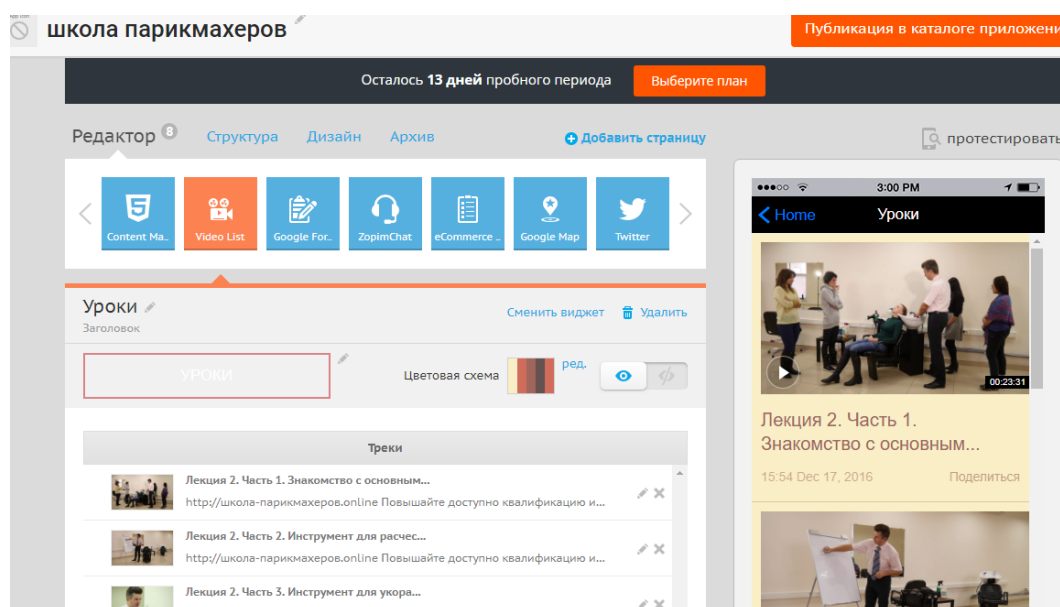 школа парикмахеров
Публикация в каталоге приложени
Осталось 13 дней пробного периода
Выберите план
Редактор 8
Структура
Дизайн
Архив
Добавить страницу
протестировать
Content Ma..
Video List
Google For..
ZopimChat
eCommerce ..
Google Map
Twitter
Уроки
Заголовок
Сменить виджет
Удалить
УРОКИ
Цветовая схема
ред.
Треки
Лекция 2. Часть 1. Знакомство с основным...
http://школа-парикмахеров.online Повышайте доступно квалификацию и...
Лекция 2. Часть 2. Инструмент для расчес...
http://школа-парикмахеров.online Повышайте доступно квалификацию и...
Лекция 2. Часть 3. Инструмент для укора...
3:00 PM
Home
Уроки
00:23:31
Лекция 2. Часть 1.
Знакомство с основным...
15:54 Dec 17, 2016
Поделиться